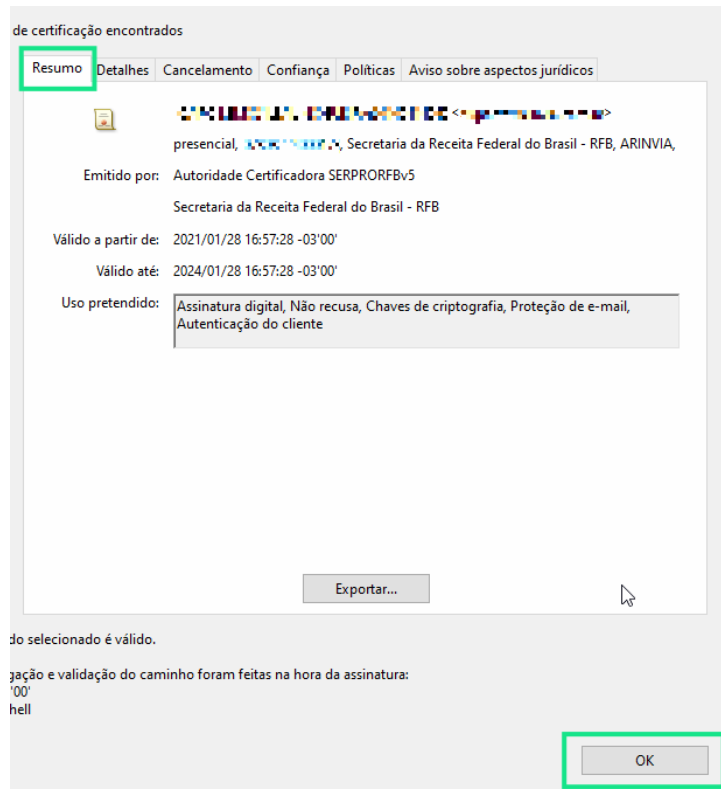 de certificação encontrados
Resumo Detalhes Cancelamento Confiança Políticas Aviso sobre aspectos jurídicos
< >
presencial, , Secretaria da Receita Federal do Brasil - RFB, ARINVIA,
Emitido por: Autoridade Certificadora SERPRORFBv5
Secretaria da Receita Federal do Brasil - RFB
Válido a partir de: 2021/01/28 16:57:28 -03'00'
Válido até: 2024/01/28 16:57:28 -03'00'
Uso pretendido: Assinatura digital, Não recusa, Chaves de criptografia, Proteção de e-mail,
Autenticação do cliente
Exportar...
do selecionado é válido.
gação e validação do caminho foram feitas na hora da assinatura:
'00'
hell
OK